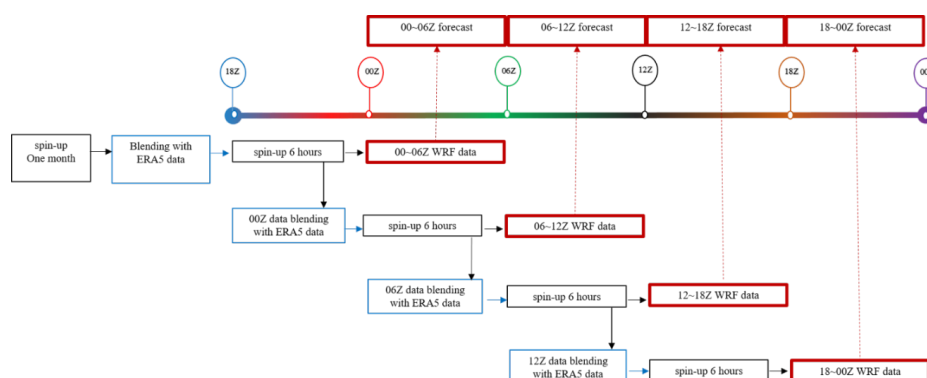 00~06Z forecast
06~12Z forecast
12~18Z forecast
18~00Z forecast
18Z
00Z
06Z
12Z
18Z
00
spin-up
One month
Blending with
ERA5 data
spin-up 6 hours
00~06Z WRF data
00Z data blending
with ERA5 data
spin-up 6 hours
06~12Z WRF data
06Z data blending
with ERA5 data
spin-up 6 hours
12~18Z WRF data
12Z data blending
with ERA5 data
spin-up 6 hours
18~00Z WRF data